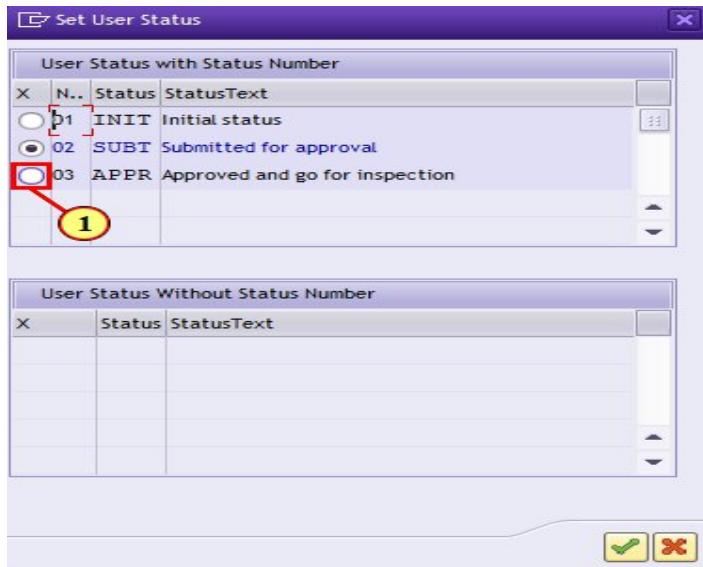 Set User Status
User Status with Status Number
X N.. Status StatusText
01 INIT Initial status
02 SUBT Submitted for approval
03 APPR Approved and go for inspection
1
User Status Without Status Number
X Status StatusText